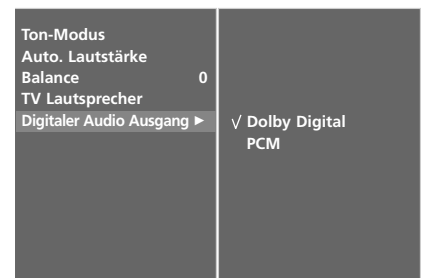 Ton-Modus
Auto. Lautstärke
Balance 0
TV Lautsprecher
Digitaler Audio Ausgang ►
√ Dolby Digital
PCM